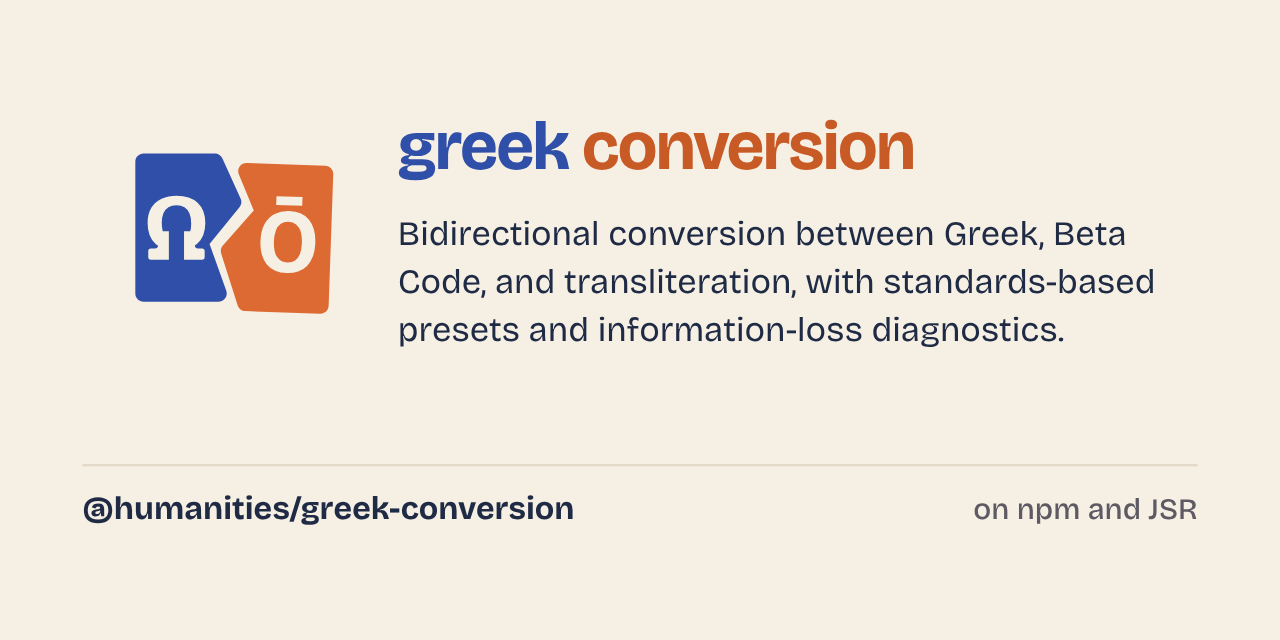 Ω Ō
greek conversion
Bidirectional conversion between Greek, Beta
Code, and transliteration, with standards-based
presets and information-loss diagnostics.
@humanities/greek-conversion
on npm and JSR